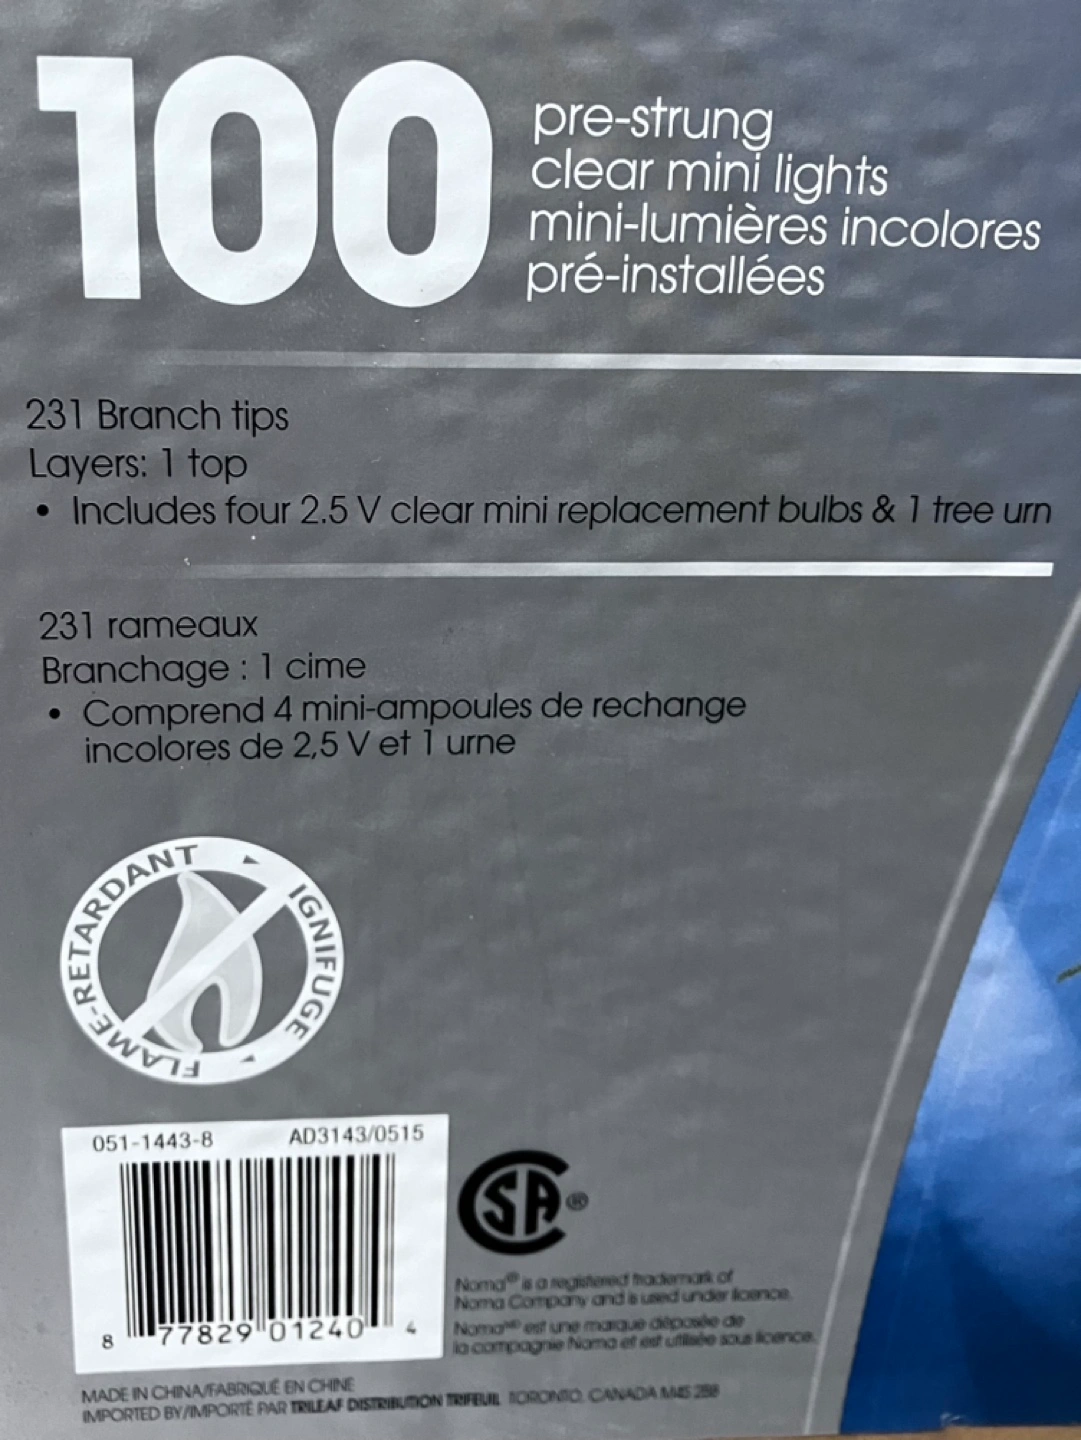 100
pre-strung
clear mini lights
mini-lumières incolores
pré-installées
231 Branch tips
Layers: 1 top
• Includes four 2.5 V clear mini replacement bulbs & 1 tree urn
231 rameaux
Branchage : 1 cime
• Comprend 4 mini-ampoules de rechange
incolores de 2,5 V et 1 urne
FLAME-RETARDANT
IGNIFUGE
051-1443-8 AD3143/0515
8 77829 01240 4
CSA®
Noma® is a registered trademark of
Noma Company and is used under licence.
Noma est une marque déposée de
la compagnie Noma et est utilisée sous licence.
MADE IN CHINA/FABRIQUÉ EN CHINE
IMPORTED BY/IMPORTÉ PAR TRILEAF DISTRIBUTION TRIFEUIL TORONTO, CANADA M4S 2B8